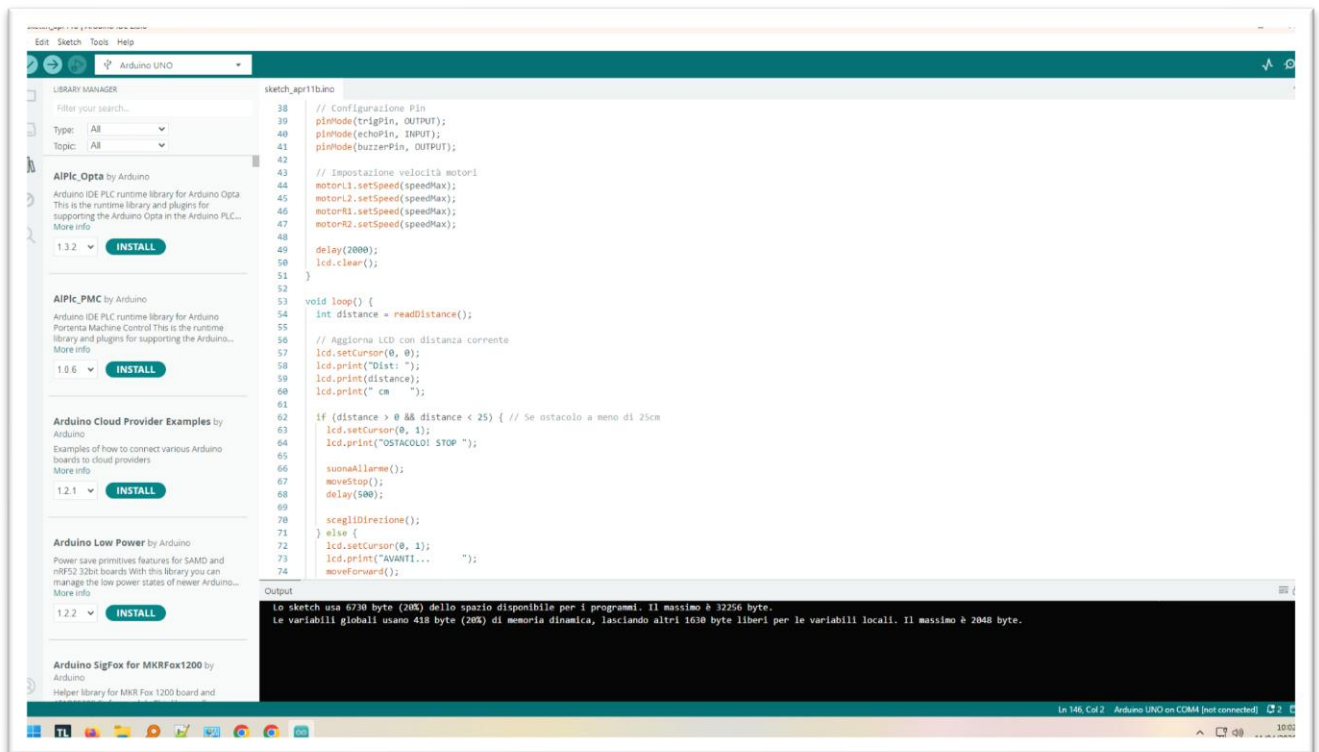 Edit Sketch Tools Help
Arduino UNO
LIBRARY MANAGER
Filter your search...
Type: All
Topic: All
AIPlc_Opta by Arduino
Arduino IDE PLC runtime library for Arduino Opta
This is the runtime library and plugins for
supporting the Arduino Opta in the Arduino PLC...
More info
1.3.2 INSTALL
AIPlc_PMC by Arduino
Arduino IDE PLC runtime library for Arduino
Portenta Machine Control This is the runtime
library and plugins for supporting the Arduino...
More info
1.0.6 INSTALL
Arduino Cloud Provider Examples by
Arduino
Examples of how to connect various Arduino
boards to cloud providers
More info
1.2.1 INSTALL
Arduino Low Power by Arduino
Power save primitives features for SAMD and
nRF52 32bit boards With this library you can
manage the low power states of newer Arduino...
More info
1.2.2 INSTALL
Arduino SigFox for MKRFox1200 by
Arduino
Helper library for MKR Fox 1200 board and
sketch_apr11b.ino
38 // Configurazione Pin
39 pinMode(trigPin, OUTPUT);
40 pinMode(echoPin, INPUT);
41 pinMode(buzzerPin, OUTPUT);
42
43 // Impostazione velocità motori
44 motorL1.setSpeed(speedMax);
45 motorL2.setSpeed(speedMax);
46 motorR1.setSpeed(speedMax);
47 motorR2.setSpeed(speedMax);
48
49 delay(2000);
50 lcd.clear();
51 }
52
53 void loop() {
54 int distance = readDistance();
55
56 // Aggiorna LCD con distanza corrente
57 lcd.setCursor(0, 0);
58 lcd.print("Dist: ");
59 lcd.print(distance);
60 lcd.print(" cm    ");
61
62 if (distance > 0 && distance < 25) { // Se ostacolo a meno di 25cm
63 lcd.setCursor(0, 1);
64 lcd.print("OSTACOLO! STOP ");
65
66 suonaAllarme();
67 moveStop();
68 delay(500);
69
70 scegliDirezione();
71 } else {
72 lcd.setCursor(0, 1);
73 lcd.print("AVANTI...      ");
74 moveForward();
Output
Lo sketch usa 6730 byte (20%) dello spazio disponibile per i programmi. Il massimo è 32256 byte.
Le variabili globali usano 418 byte (20%) di memoria dinamica, lasciando altri 1630 byte liberi per le variabili locali. Il massimo è 2048 byte.
Ln 146, Col 2 Arduino UNO on COM4 [not connected] 2
TL
10:02